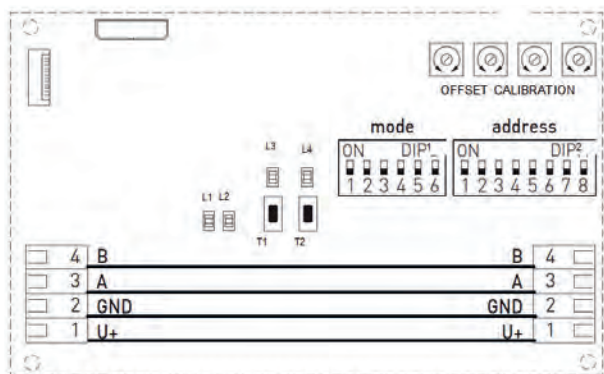 OFFSET CALIBRATION
mode address
ON DIP1 ON DIP2
1 2 3 4 5 6 1 2 3 4 5 6 7 8
L3 L4
L1 L2
T1 T2
4 B B 4
3 A A 3
2 GND GND 2
1 U+ U+ 1